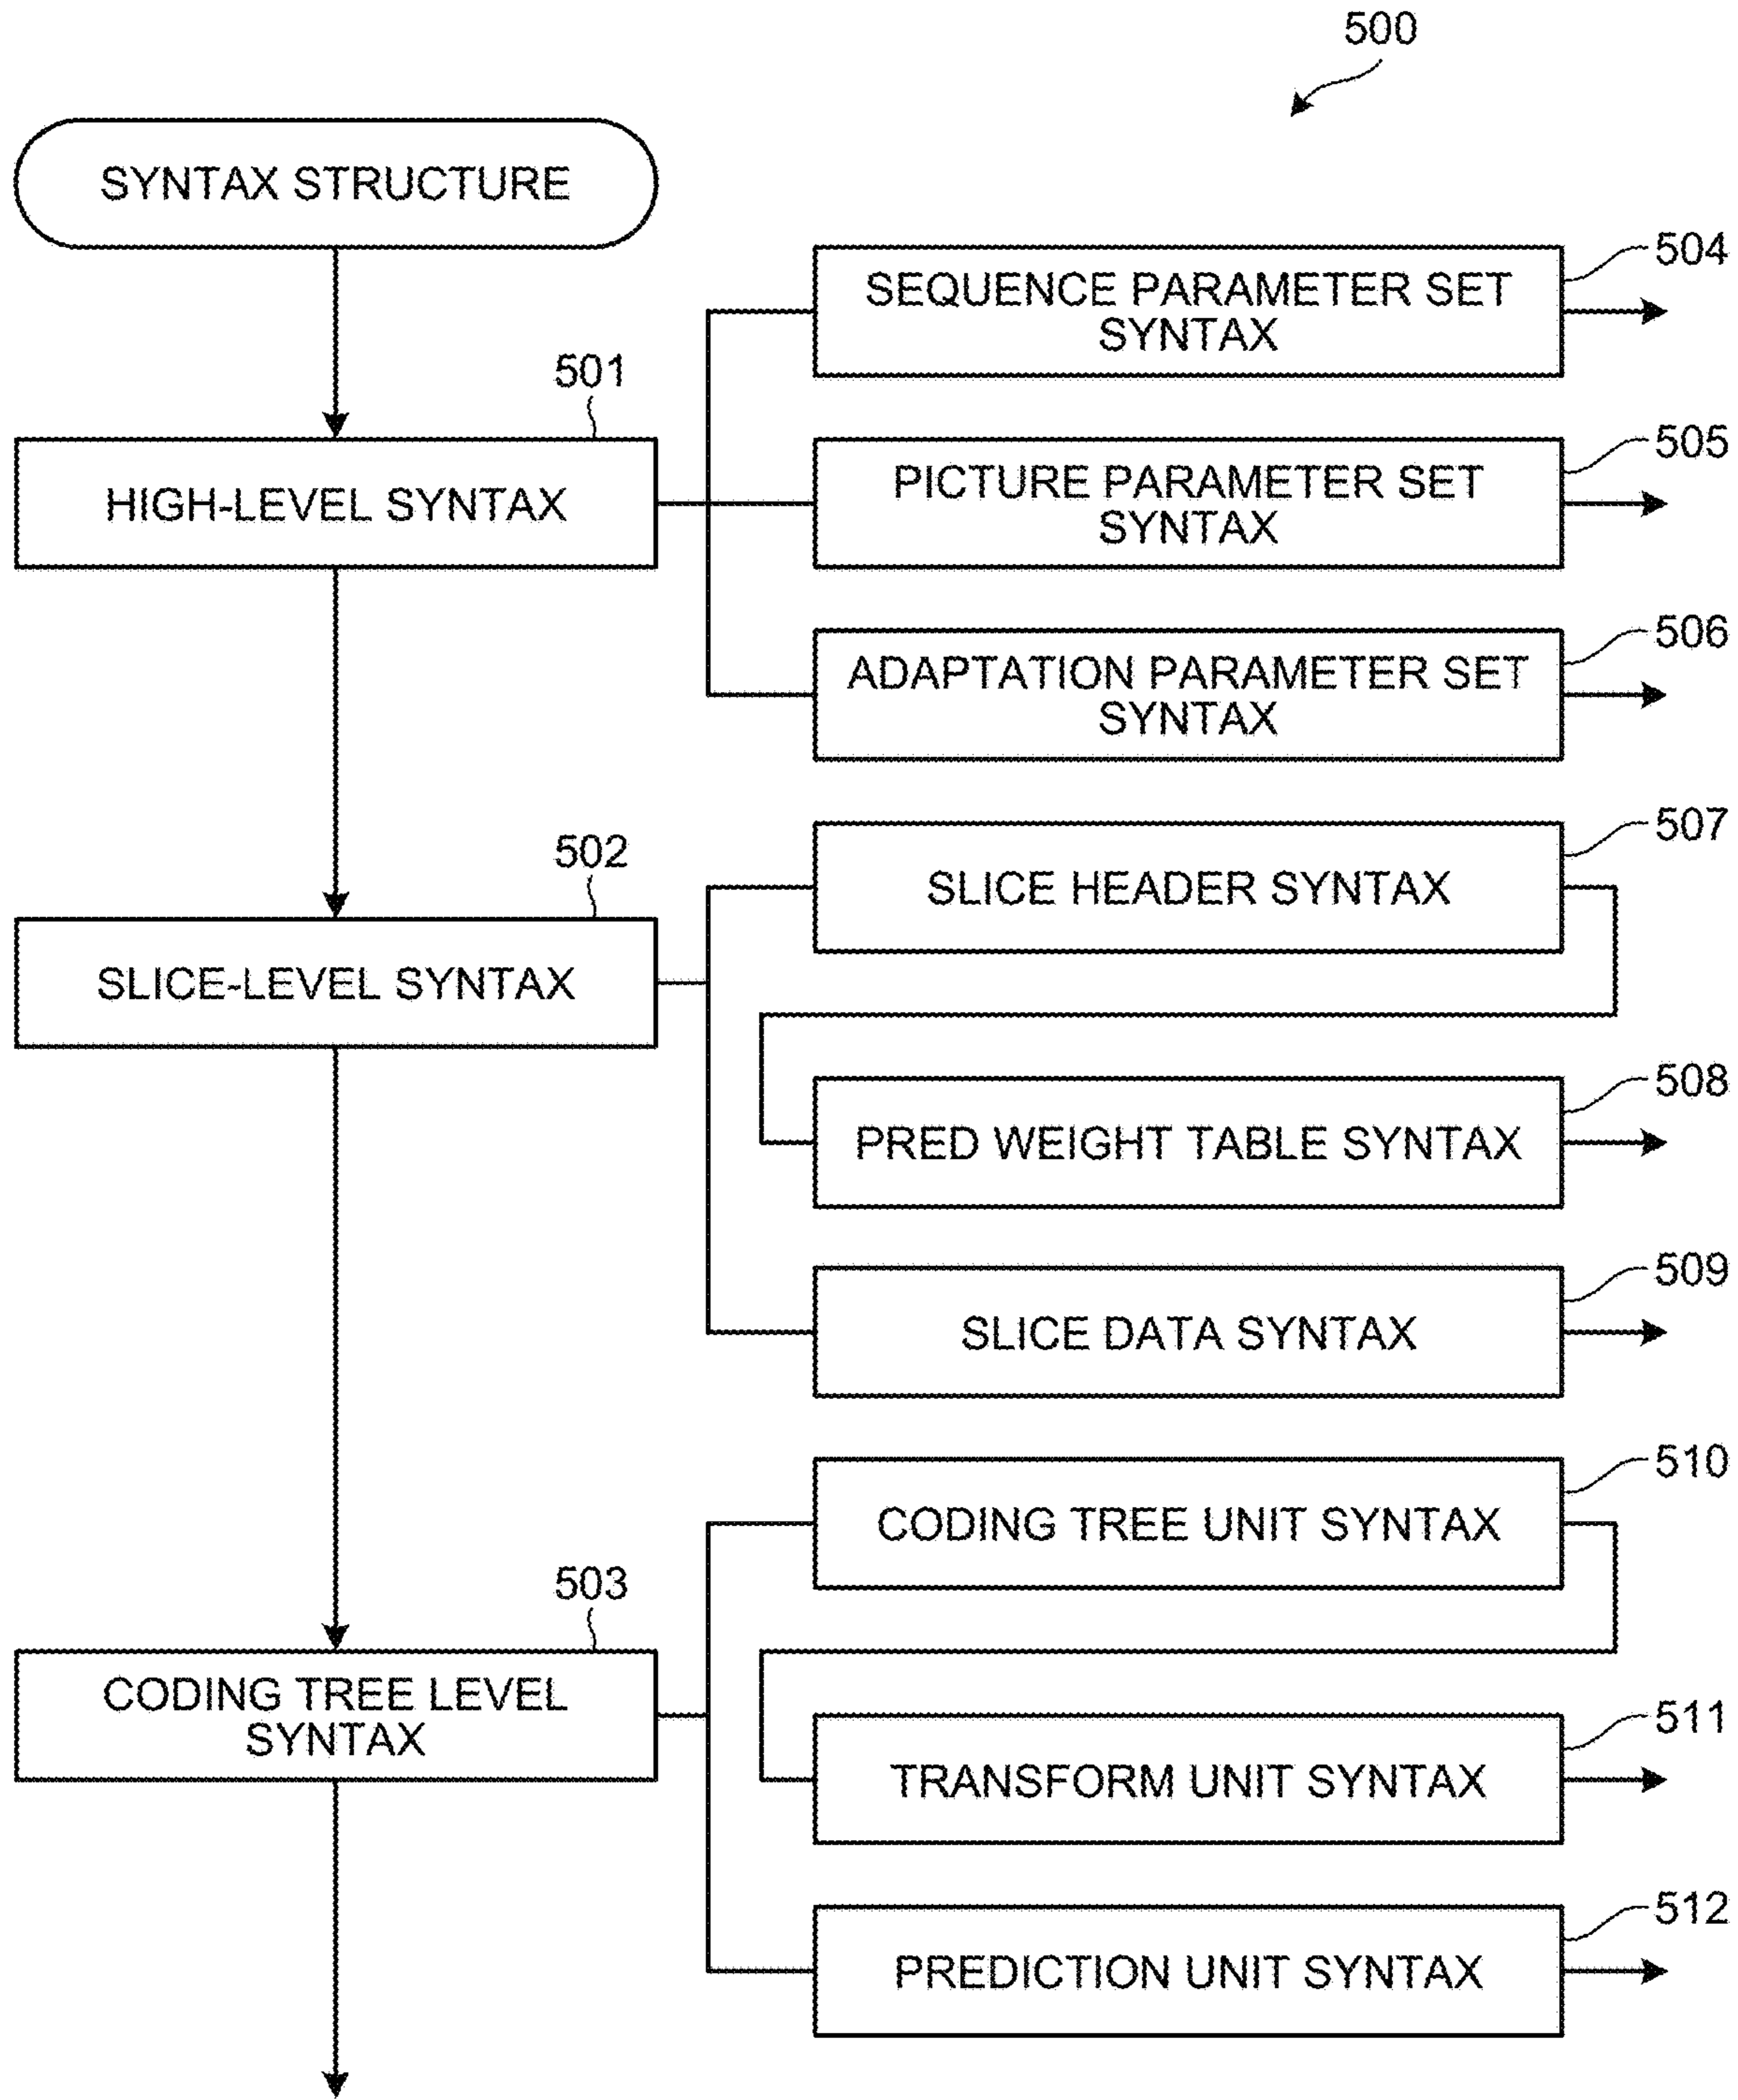 500
SYNTAX STRUCTURE
504
SEQUENCE PARAMETER SET
SYNTAX
501
HIGH-LEVEL SYNTAX
505
PICTURE PARAMETER SET
SYNTAX
506
ADAPTATION PARAMETER SET
SYNTAX
502
SLICE-LEVEL SYNTAX
507
SLICE HEADER SYNTAX
508
PRED WEIGHT TABLE SYNTAX
509
SLICE DATA SYNTAX
503
CODING TREE LEVEL
SYNTAX
510
CODING TREE UNIT SYNTAX
511
TRANSFORM UNIT SYNTAX
512
PREDICTION UNIT SYNTAX